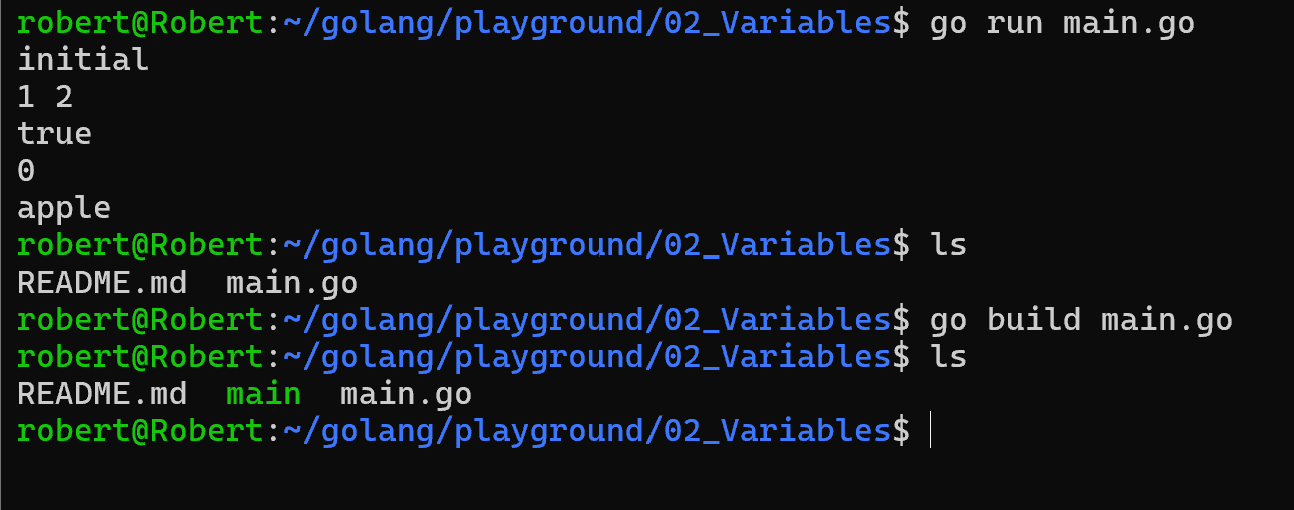 robert@Robert:~/golang/playground/02_Variables$ go run main.go
initial
1 2
true
0
apple
robert@Robert:~/golang/playground/02_Variables$ ls
README.md  main.go
robert@Robert:~/golang/playground/02_Variables$ go build main.go
robert@Robert:~/golang/playground/02_Variables$ ls
README.md  main  main.go
robert@Robert:~/golang/playground/02_Variables$